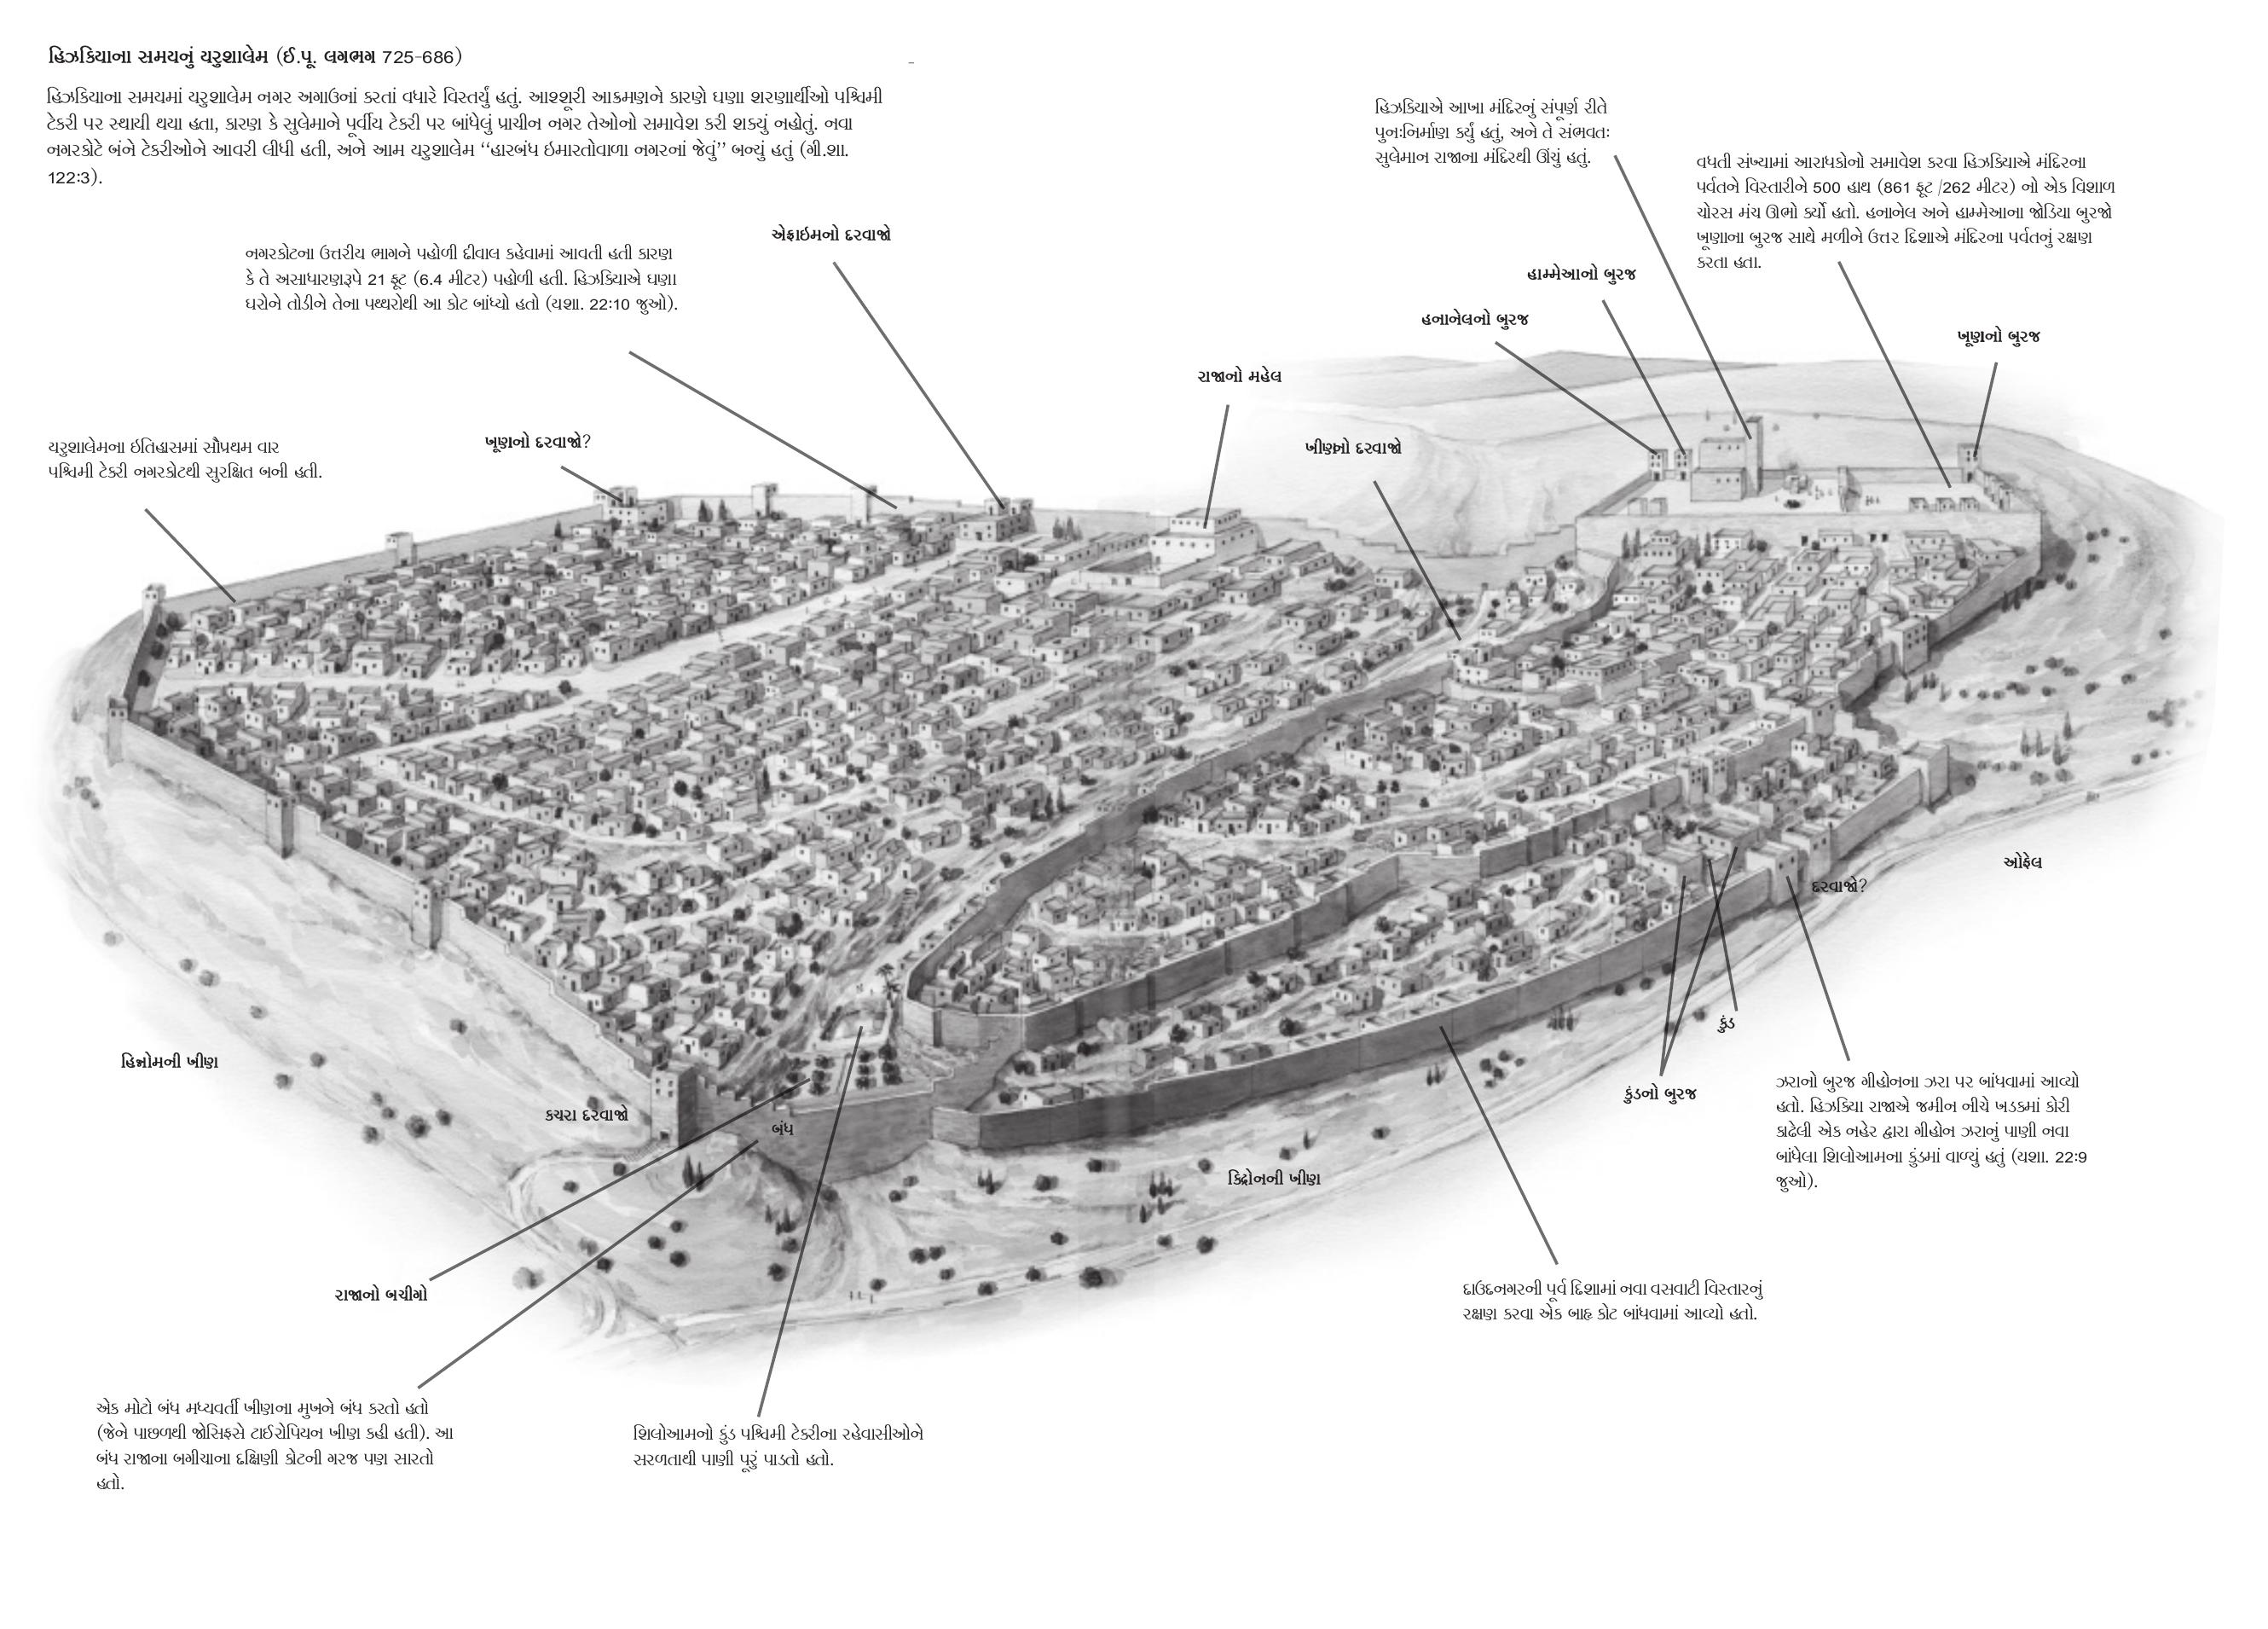 હિઝકિયાના સમયનું યરુશાલેમ (ઈ.પૂ. લગભગ 725-686)
હિઝકિયાના સમયમાં યરુશાલેમ નગર અગાઉનાં કરતાં વધારે વિસ્તર્યું હતું. આશ્શૂરી આક્રમણને કારણે ઘણા શરણાર્થીઓ પશ્ચિમી
ટેકરી પર સ્થાયી થયા હતા, કારણ કે સુલેમાને પૂર્વીય ટેકરી પર બાંધેલું પ્રાચીન નગર તેઓનો સમાવેશ કરી શક્યું નહોતું. નવા
નગરકોટે બંને ટેકરીઓને આવરી લીધી હતી, અને આમ યરુશાલેમ ‘‘હારબંધ ઇમારતોવાળા નગરનાં જેવું’’ બન્યું હતું (ગી.શા.
122:3).
હિઝકિયાએ આખા મંદિરનું સંપૂર્ણ રીતે
પુનઃનિર્માણ કર્યું હતું, અને તે સંભવતઃ
સુલેમાન રાજાના મંદિરથી ઊંચું હતું.
વધતી સંખ્યામાં આરાધકોનો સમાવેશ કરવા હિઝકિયાએ મંદિરના
પર્વતને વિસ્તારીને 500 હાથ (861 ફૂટ /262 મીટર) નો એક વિશાળ
ચોરસ મંચ ઊભો કર્યો હતો. હનાનેલ અને હામ્મેઆના જોડિયા બુરજો
ખૂણાના બુરજ સાથે મળીને ઉત્તર દિશાએ મંદિરના પર્વતનું રક્ષણ
કરતા હતા.
એફ્રાઇમનો દરવાજો
નગરકોટના ઉત્તરીય ભાગને પહોળી દીવાલ કહેવામાં આવતી હતી કારણ
કે તે અસાધારણરૂપે 21 ફૂટ (6.4 મીટર) પહોળી હતી. હિઝકિયાએ ઘણા
ઘરોને તોડીને તેના પથ્થરોથી આ કોટ બાંધ્યો હતો (યશા. 22:10 જુઓ).
હામ્મેઆનો બુરજ
હનાનેલનો બુરજ
ખૂણનો બુરજ
રાજાનો મહેલ
ખૂણનો દરવાજો?
ખીણનો દરવાજો
યરુશાલેમના ઇતિહાસમાં સૌપ્રથમ વાર
પશ્ચિમી ટેકરી નગરકોટથી સુરક્ષિત બની હતી.
ઓફેલ
દરવાજો?
કુંડ
હિન્નોમની ખીણ
કુંડનો બુરજ
કચરા દરવાજો
બંધ
ઝરાનો બુરજ ગીહોનના ઝરા પર બાંધવામાં આવ્યો
હતો. હિઝકિયા રાજાએ જમીન નીચે ખડકમાં કોરી
કાઢેલી એક નહેર દ્વારા ગીહોન ઝરાનું પાણી નવા
બાંધેલા શિલોઆમના કુંડમાં વાળ્યું હતું (યશા. 22:9
જુઓ).
કિદ્રોનની ખીણ
રાજાનો બચીગો
દાઉદનગરની પૂર્વ દિશામાં નવા વસવાટી વિસ્તારનું
રક્ષણ કરવા એક બાહ્ય કોટ બાંધવામાં આવ્યો હતો.
એક મોટો બંધ મધ્યવર્તી ખીણના મુખને બંધ કરતો હતો
(જેને પાછળથી જોસિફસે ટાઈરોપિયન ખીણ કહી હતી). આ
બંધ રાજાના બગીચાના દક્ષિણી કોટની ગરજ પણ સારતો
હતો.
શિલોઆમનો કુંડ પશ્ચિમી ટેકરીના રહેવાસીઓને
સરળતાથી પાણી પૂરું પાડતો હતો.